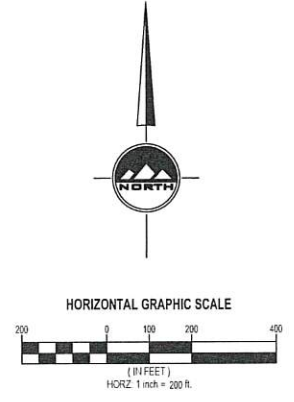 NORTH
HORIZONTAL GRAPHIC SCALE
200 0 100 200 400
( IN FEET )
HORZ: 1 inch = 200 ft.